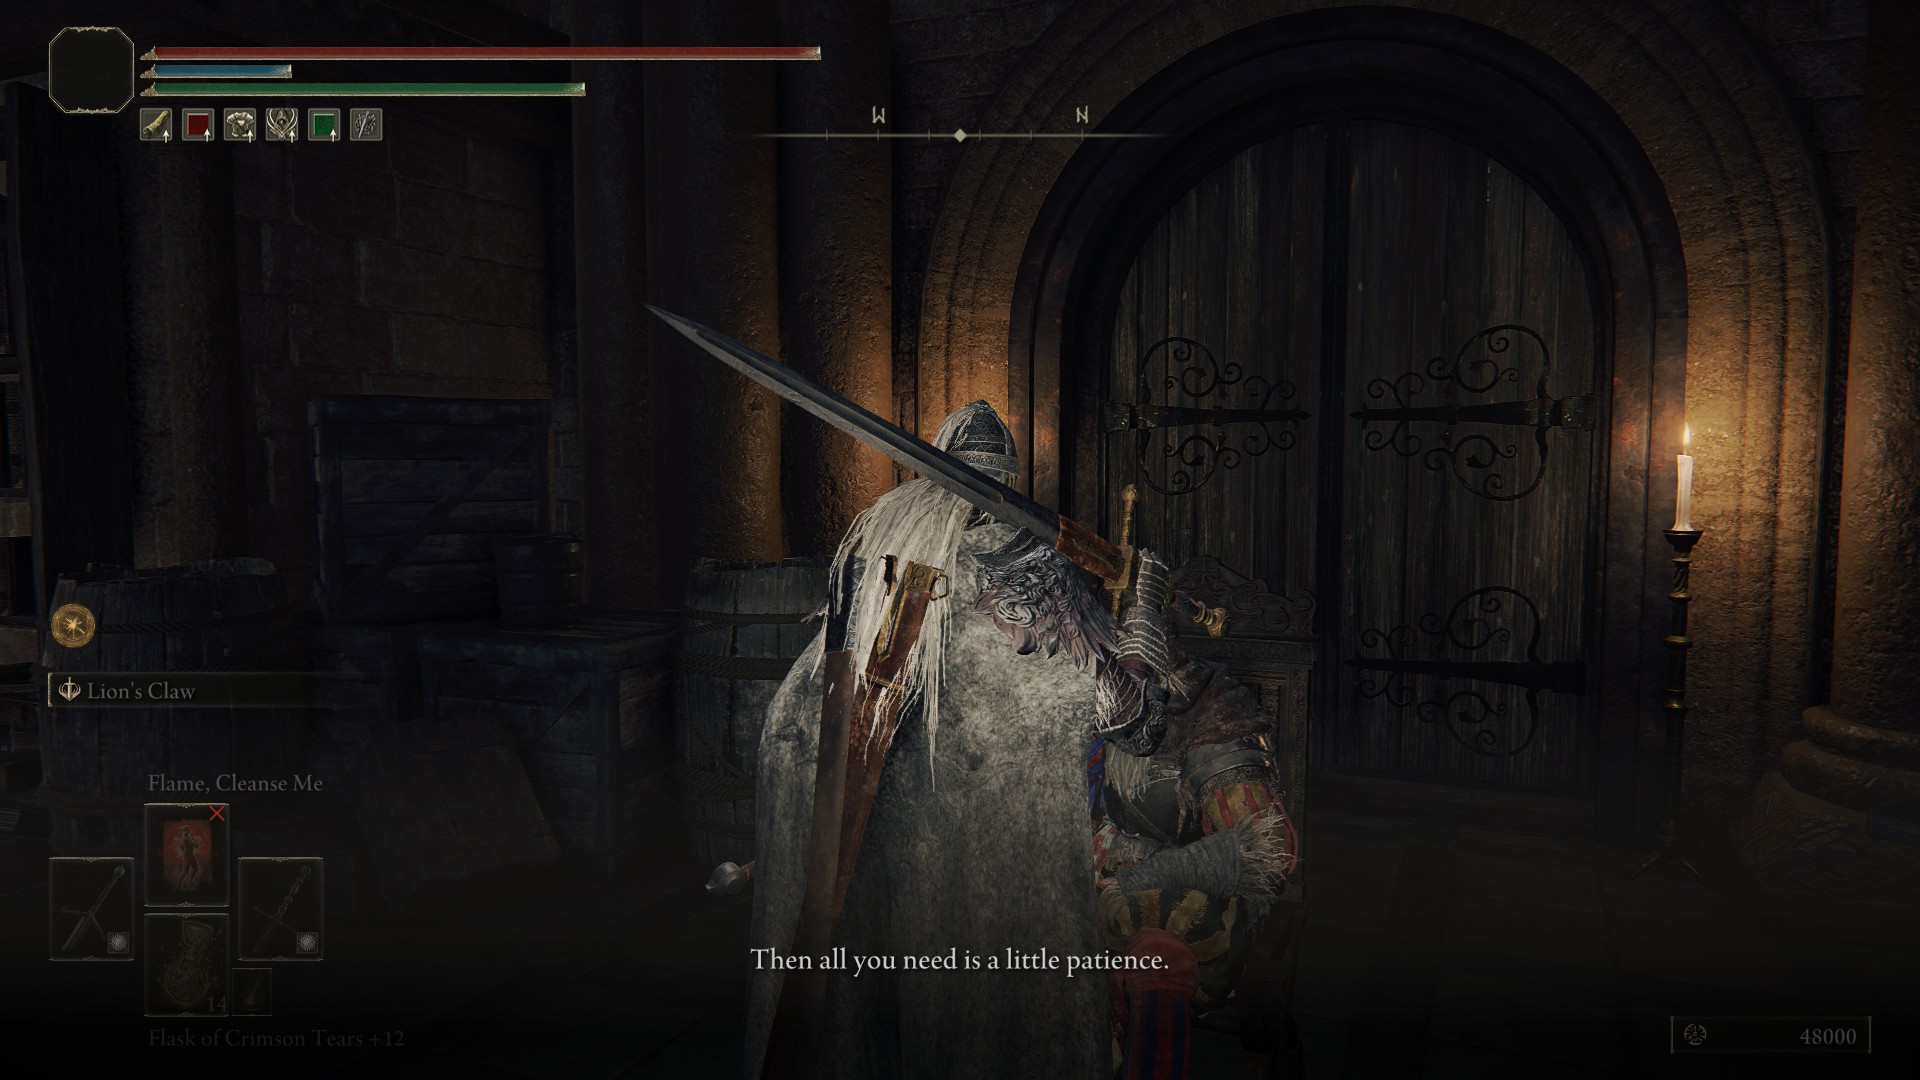 W
N
Lion's Claw
Flame, Cleanse Me
Then all you need is a little patience.
14
Flask of Crimson Tears +12
48000